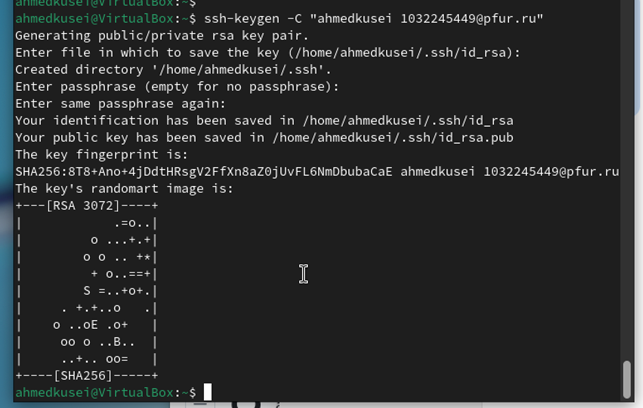 ahmedkusei@VirtualBox:~$
ahmedkusei@VirtualBox:~$ ssh-keygen -C "ahmedkusei 1032245449@pfur.ru"
Generating public/private rsa key pair.
Enter file in which to save the key (/home/ahmedkusei/.ssh/id_rsa):
Created directory '/home/ahmedkusei/.ssh'.
Enter passphrase (empty for no passphrase):
Enter same passphrase again:
Your identification has been saved in /home/ahmedkusei/.ssh/id_rsa
Your public key has been saved in /home/ahmedkusei/.ssh/id_rsa.pub
The key fingerprint is:
SHA256:8T8+Ano+4jDdtHRsgV2FfXn8aZ0jUvFL6NmDbubaCaE ahmedkusei 1032245449@pfur.ru
The key's randomart image is:
+---[RSA 3072]----+
|            .=o..|
|         o ...+.+|
|        o o .. +*|
|         + o..==+|
|        S =..+o+.|
|     . +.+..o   .|
|    o ..oE .o+   |
|     oo o ..B..  |
|     ..+.. oo=   |
+----[SHA256]-----+
ahmedkusei@VirtualBox:~$